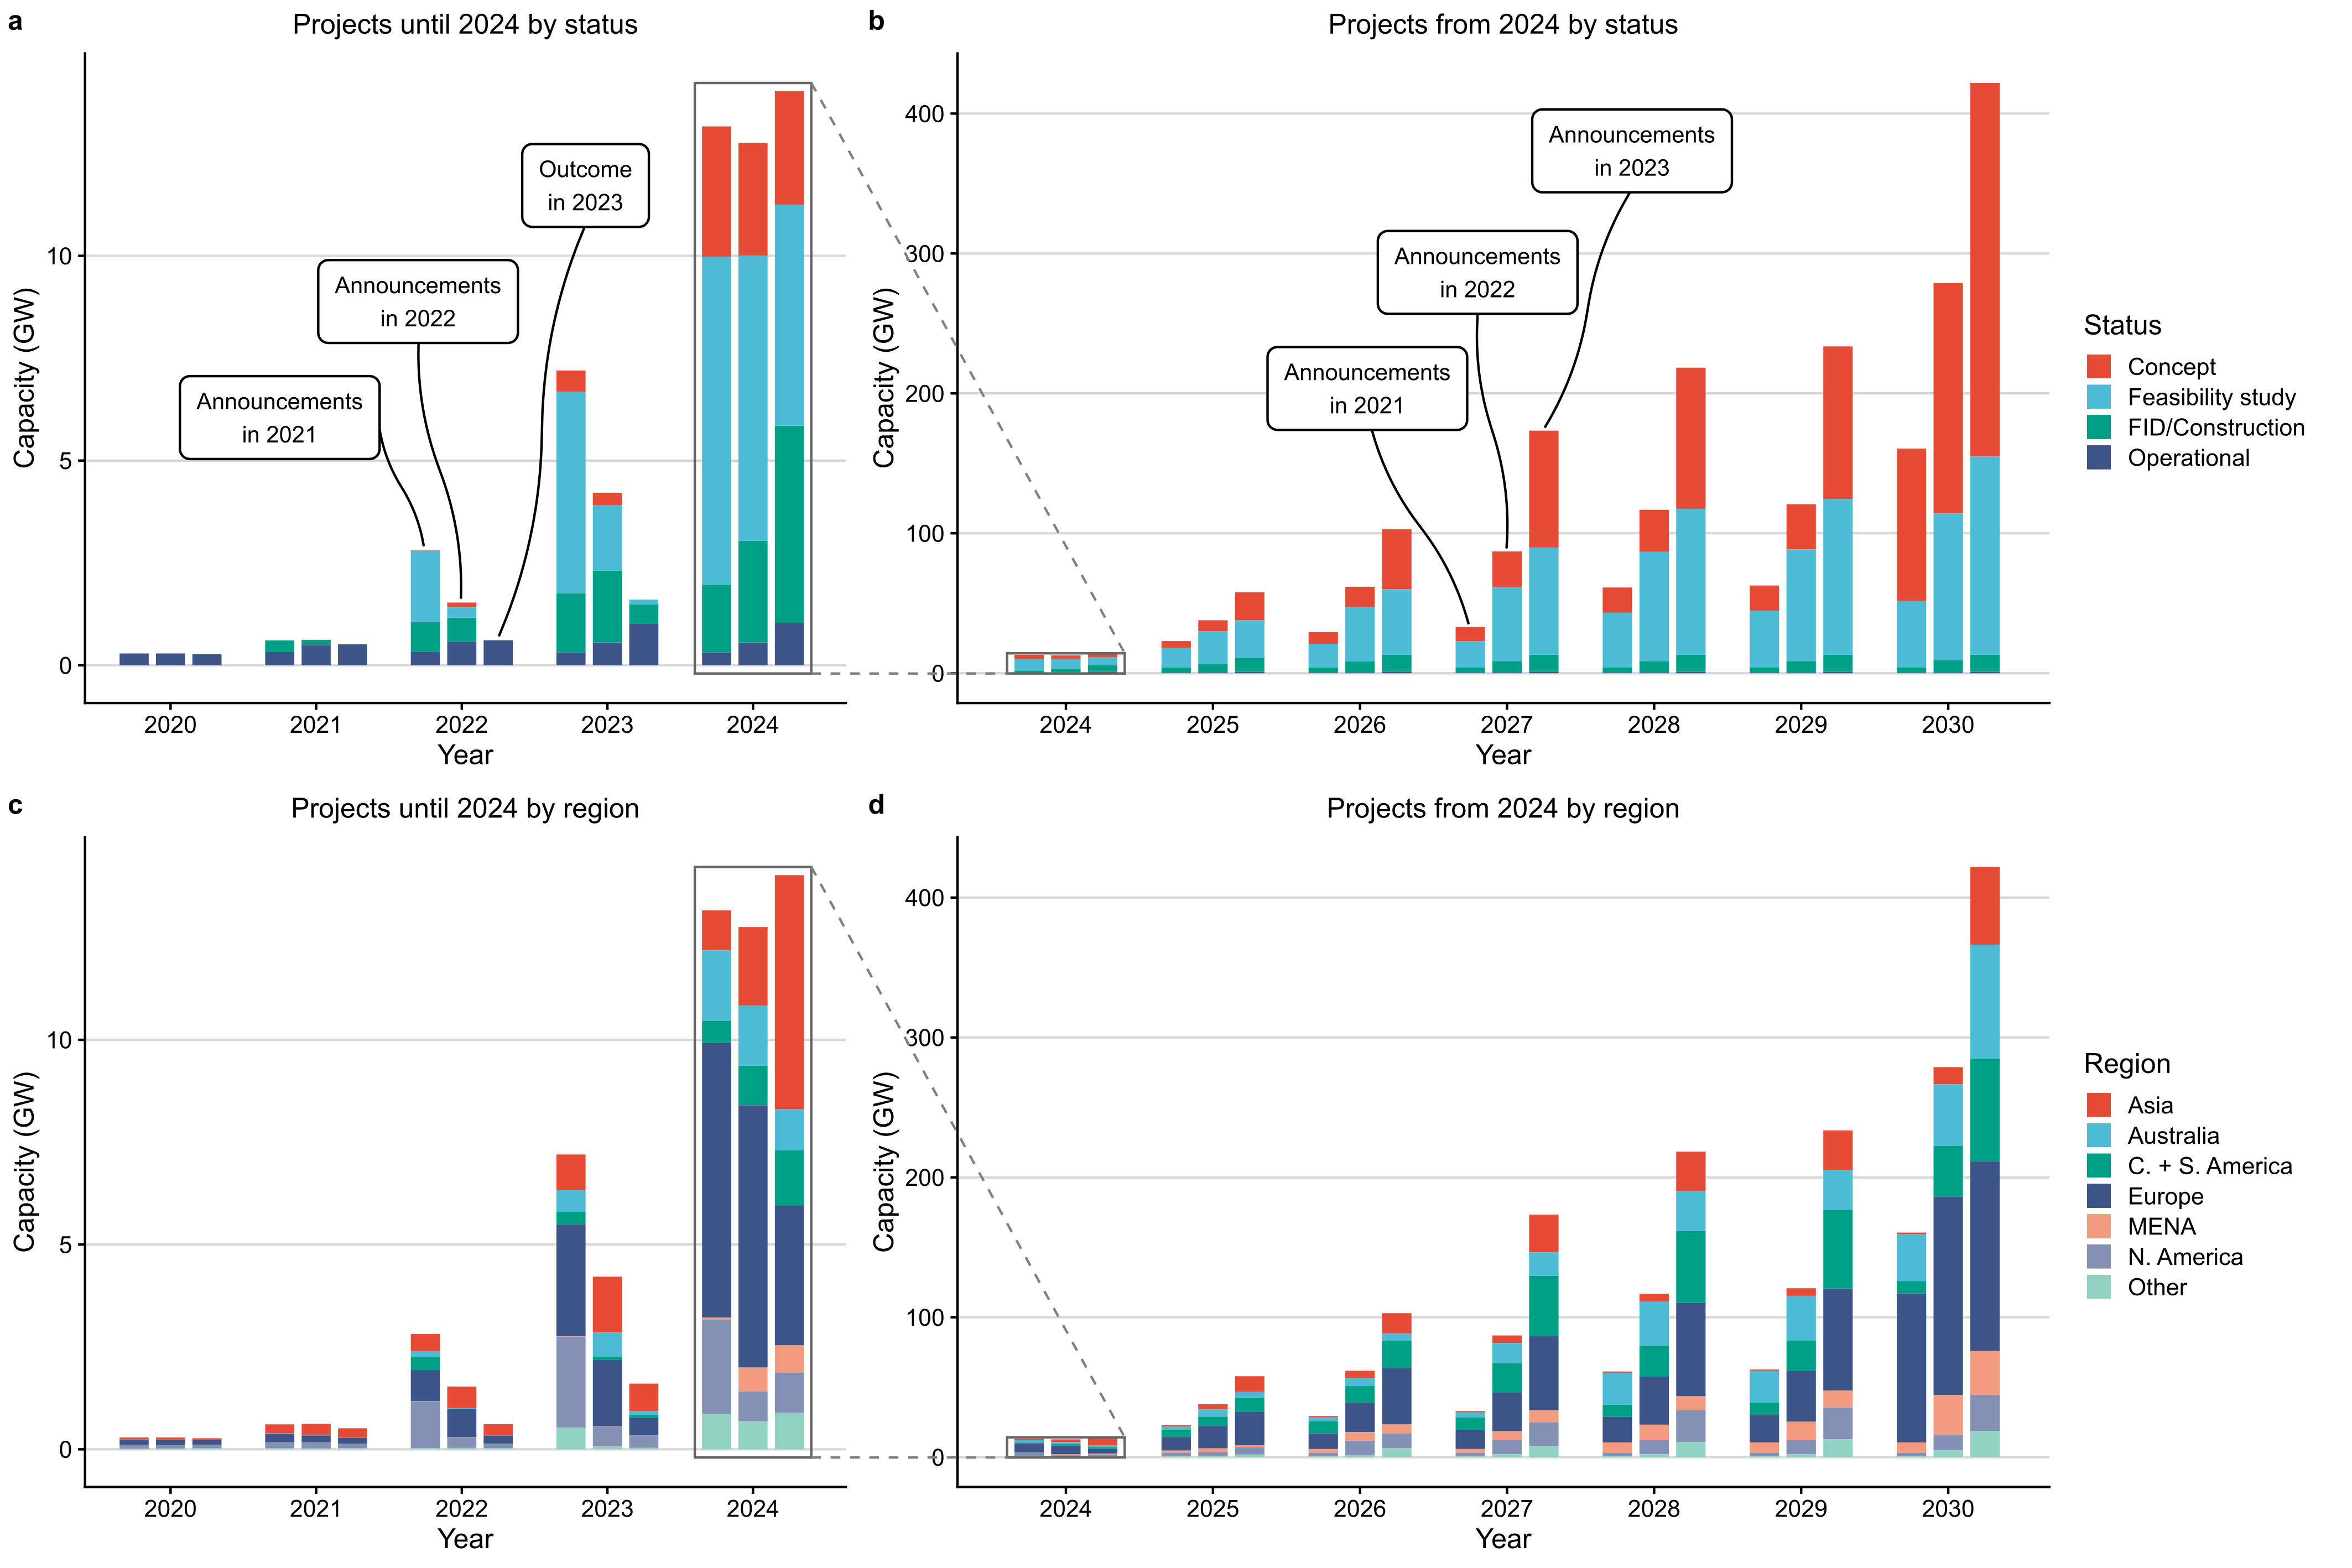 a
Projects until 2024 by status
Capacity (GW)
10
5
0
Announcements
in 2021
Announcements
in 2022
Outcome
in 2023
2020
2021
2022
2023
2024
Year
b
Projects from 2024 by status
Capacity (GW)
400
300
200
100
0
Announcements
in 2021
Announcements
in 2022
Announcements
in 2023
2024
2025
2026
2027
2028
2029
2030
Year
Status
Concept
Feasibility study
FID/Construction
Operational
c
Projects until 2024 by region
Capacity (GW)
10
5
0
2020
2021
2022
2023
2024
Year
d
Projects from 2024 by region
Capacity (GW)
400
300
200
100
0
2024
2025
2026
2027
2028
2029
2030
Year
Region
Asia
Australia
C. + S. America
Europe
MENA
N. America
Other